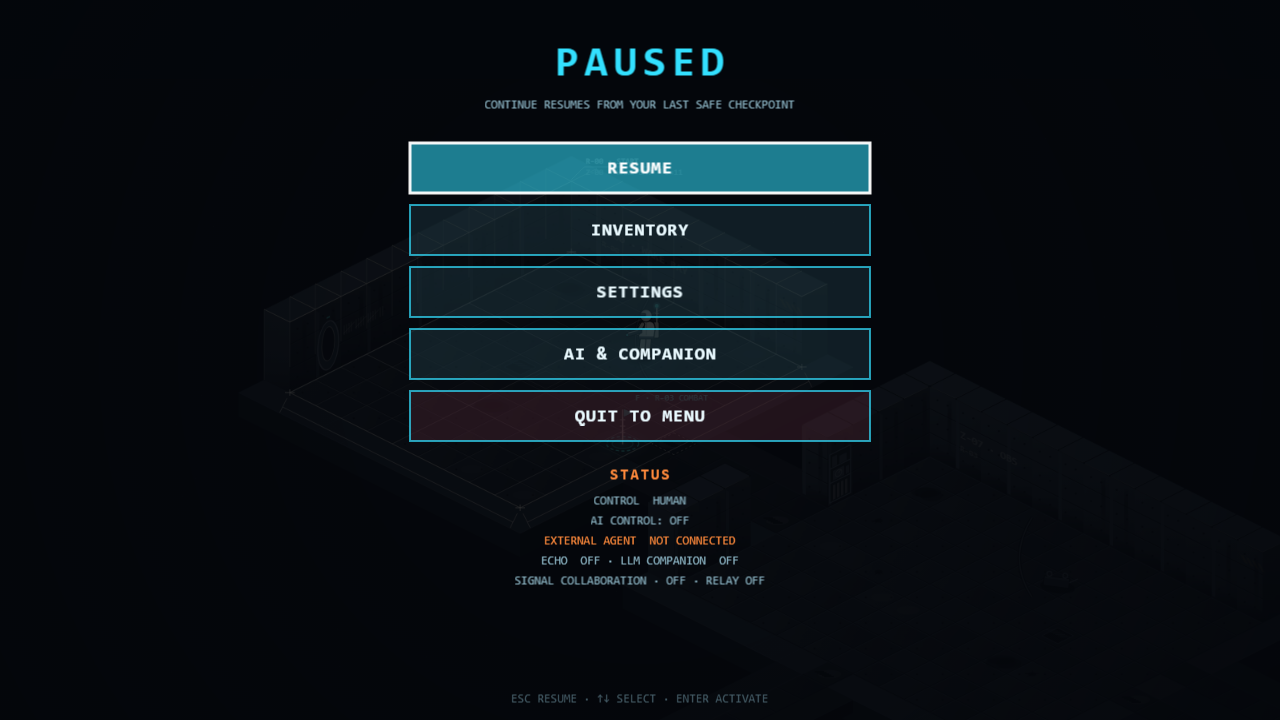 PAUSED
CONTINUE RESUMES FROM YOUR LAST SAFE CHECKPOINT
RESUME
INVENTORY
SETTINGS
AI & COMPANION
QUIT TO MENU
STATUS
CONTROL HUMAN
AI CONTROL: OFF
EXTERNAL AGENT NOT CONNECTED
ECHO OFF · LLM COMPANION OFF
SIGNAL COLLABORATION · OFF · RELAY OFF
ESC RESUME · ↑↓ SELECT · ENTER ACTIVATE